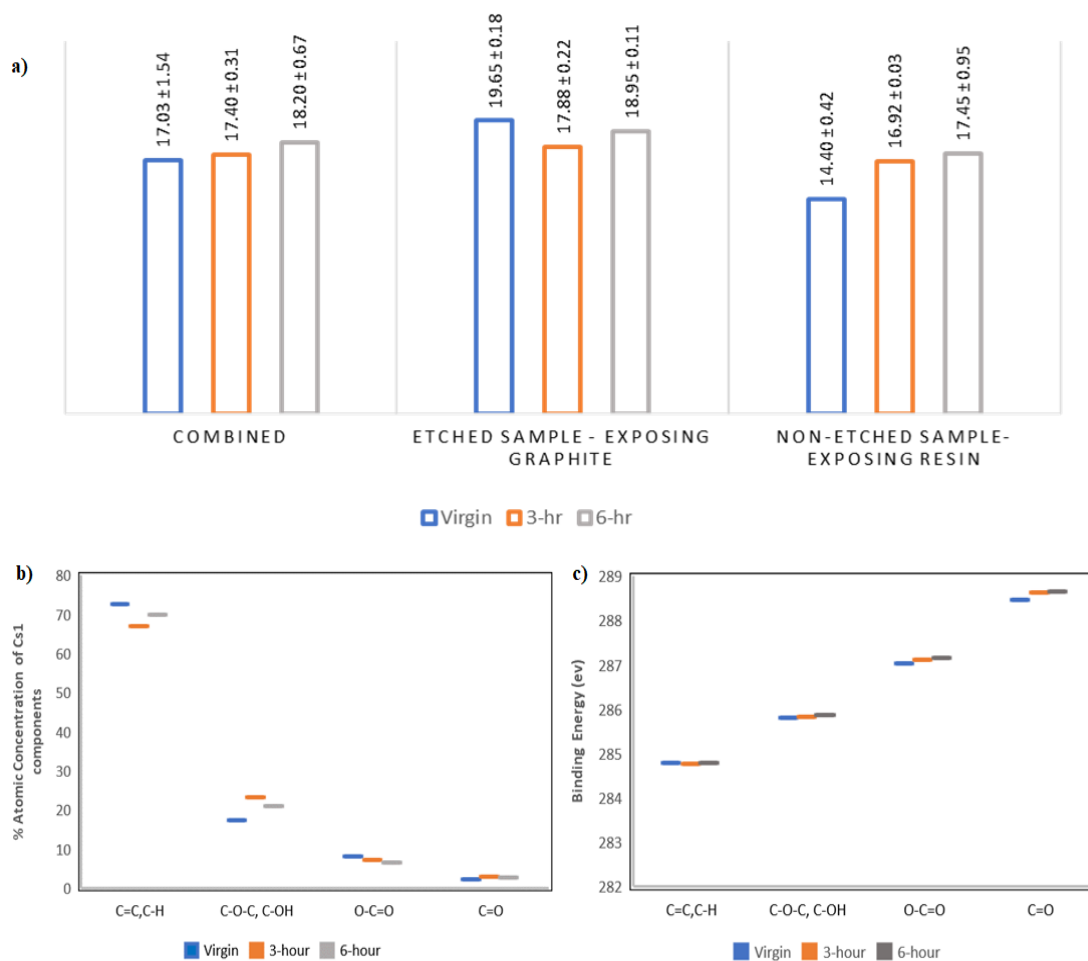 a)
17.03 ±1.54
17.40 ±0.31
18.20 ±0.67
19.65 ±0.18
17.88 ±0.22
18.95 ±0.11
14.40 ±0.42
16.92 ±0.03
17.45 ±0.95
COMBINED
ETCHED SAMPLE - EXPOSING
GRAPHITE
NON-ETCHED SAMPLE-
EXPOSING RESIN
Virgin 3-hr 6-hr
b)
% Atomic Concentration of Cs1
components
80
70
60
50
40
30
20
10
0
C=C,C-H C-O-C, C-OH O-C=O C=O
Virgin 3-hour 6-hour
c)
Binding Energy (ev)
289
288
287
286
285
284
283
282
C=C,C-H C-O-C, C-OH O-C=O C=O
Virgin 3-hour 6-hour